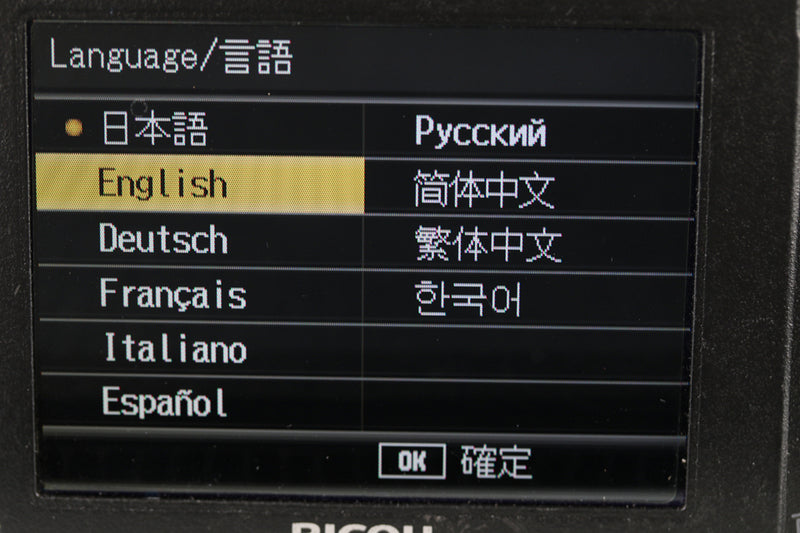 Language/言語
日本語
English
Deutsch
Français
Italiano
Español
Русский
简体中文
繁体中文
한국어
OK 確定
RICOH